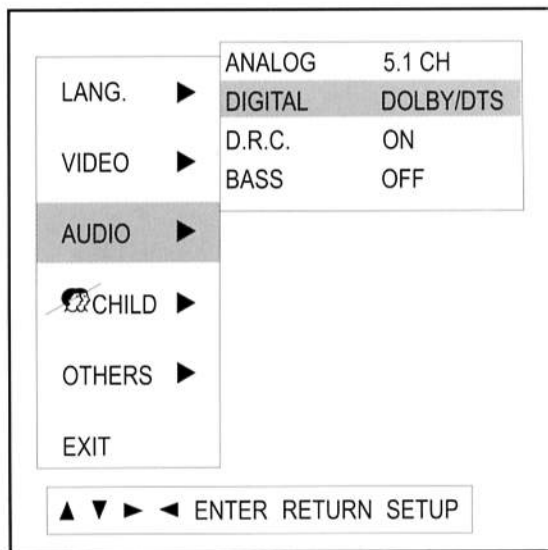 LANG. ▶
VIDEO ▶
AUDIO ▶
CHILD ▶
OTHERS ▶
EXIT
ANALOG 5.1 CH
DIGITAL DOLBY/DTS
D.R.C. ON
BASS OFF
▲ ▼ ► ◄ ENTER RETURN SETUP